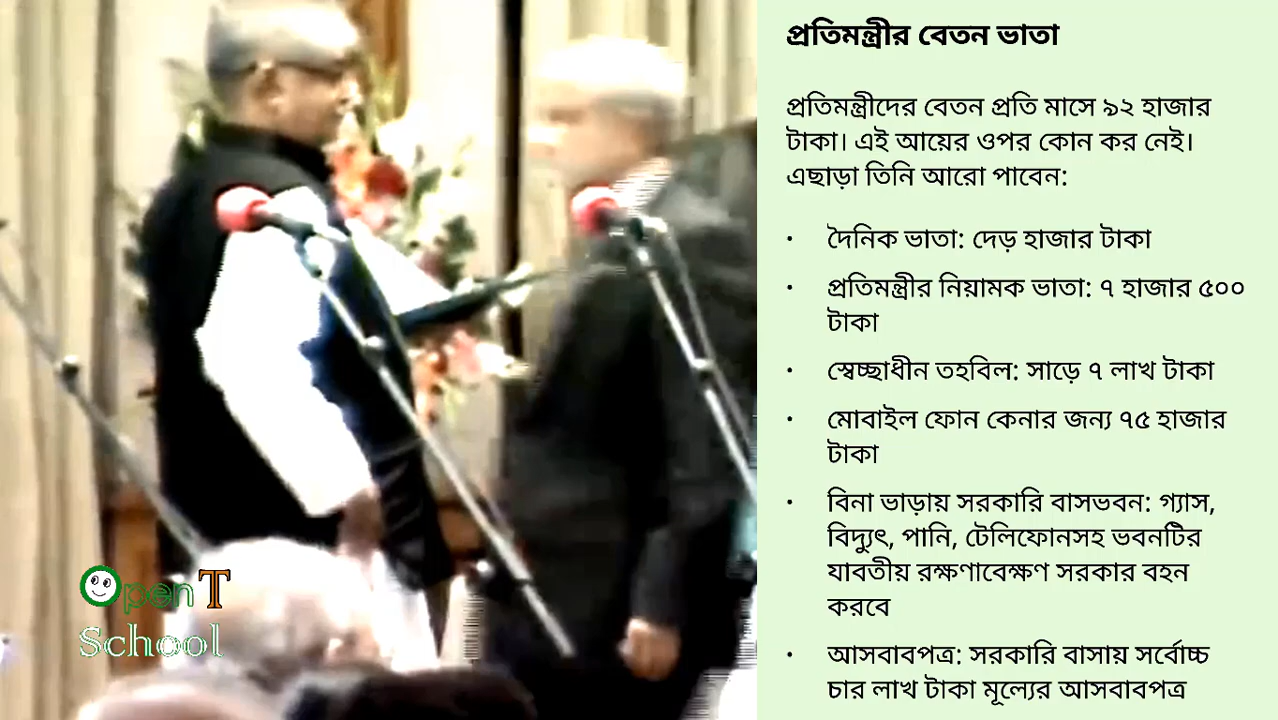 প্রতিমন্ত্রীর বেতন ভাতা
প্রতিমন্ত্রীদের বেতন প্রতি মাসে ৯২ হাজার
টাকা। এই আয়ের ওপর কোন কর নেই।
এছাড়া তিনি আরো পাবেন:
· দৈনিক ভাতা: দেড় হাজার টাকা
· প্রতিমন্ত্রীর নিয়ামক ভাতা: ৭ হাজার ৫০০
টাকা
· স্বেচ্ছাধীন তহবিল: সাড়ে ৭ লাখ টাকা
· মোবাইল ফোন কেনার জন্য ৭৫ হাজার
টাকা
· বিনা ভাড়ায় সরকারি বাসভবন: গ্যাস,
বিদ্যুৎ, পানি, টেলিফোনসহ ভবনটির
যাবতীয় রক্ষণাবেক্ষণ সরকার বহন
করবে
· আসবাবপত্র: সরকারি বাসায় সর্বোচ্চ
চার লাখ টাকা মূল্যের আসবাবপত্র
Open T
School